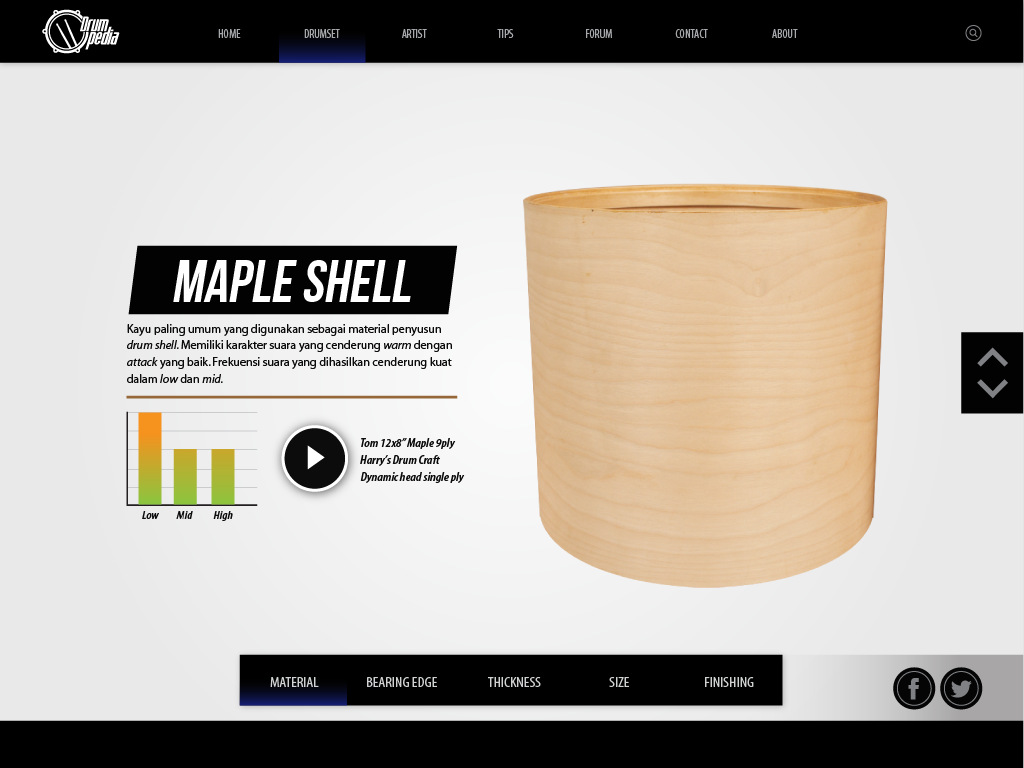 Drum
pedia
HOME
DRUMSET
ARTIST
TIPS
FORUM
CONTACT
ABOUT
MAPLE SHELL
Kayu paling umum yang digunakan sebagai material penyusun
drum shell. Memiliki karakter suara yang cenderung warm dengan
attack yang baik. Frekuensi suara yang dihasilkan cenderung kuat
dalam low dan mid.
Low Mid High
Tom 12x8” Maple 9ply
Harry’s Drum Craft
Dynamic head single ply
MATERIAL
BEARING EDGE
THICKNESS
SIZE
FINISHING